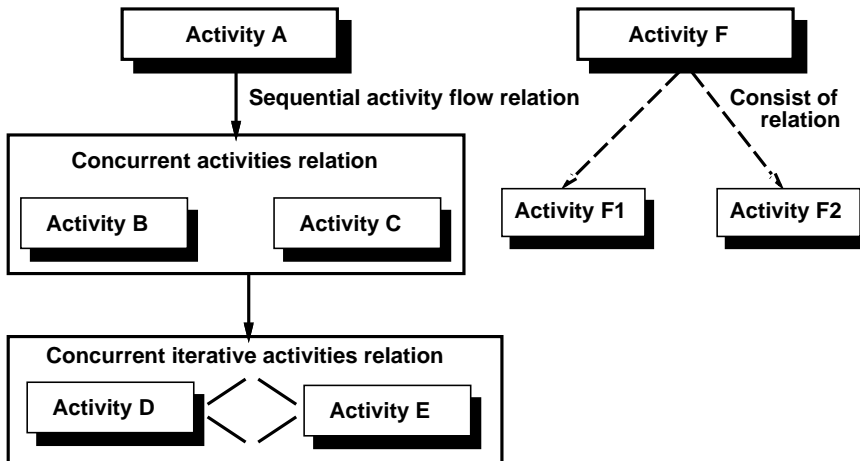 Activity A
Activity F
Sequential activity flow relation
Consist of
relation
Concurrent activities relation
Activity B
Activity C
Activity F1
Activity F2
Concurrent iterative activities relation
Activity D
Activity E